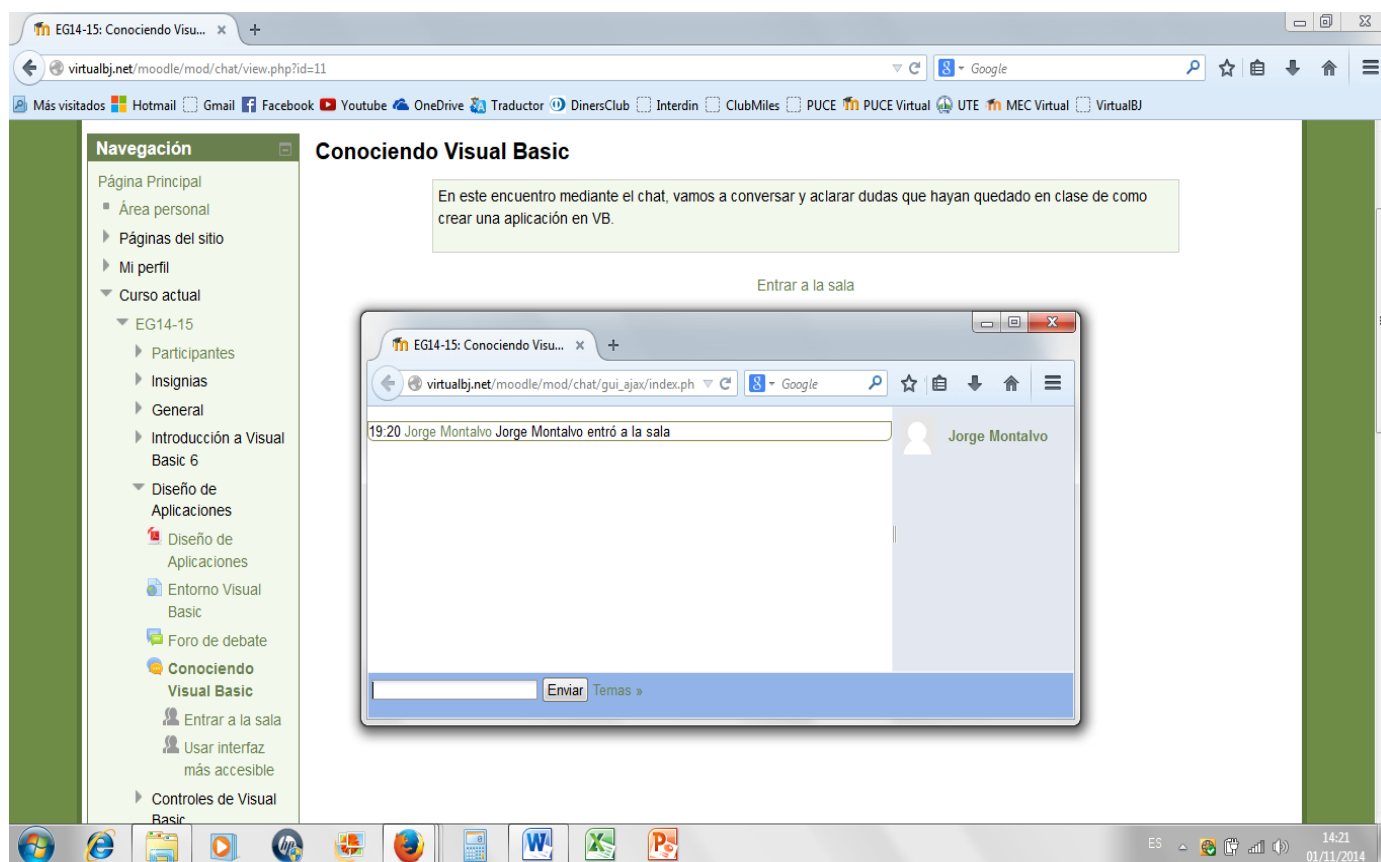 EG14-15: Conociendo Visu...
virtualbj.net/moodle/mod/chat/view.php?id=11
Google
Más visitados Hotmail Gmail Facebook Youtube OneDrive Traductor DinersClub Interdin ClubMiles PUCE PUCE Virtual UTE MEC Virtual VirtualBJ
Navegación
Página Principal
Área personal
Páginas del sitio
Mi perfil
Curso actual
EG14-15
Participantes
Insignias
General
Introducción a Visual
Basic 6
Diseño de
Aplicaciones
Diseño de
Aplicaciones
Entorno Visual
Basic
Foro de debate
Conociendo
Visual Basic
Entrar a la sala
Usar interfaz
más accesible
Controles de Visual
Basic
Conociendo Visual Basic
En este encuentro mediante el chat, vamos a conversar y aclarar dudas que hayan quedado en clase de como
crear una aplicación en VB.
Entrar a la sala
EG14-15: Conociendo Visu...
virtualbj.net/moodle/mod/chat/gui_ajax/index.ph
Google
19:20 Jorge Montalvo Jorge Montalvo entró a la sala
Jorge Montalvo
Enviar Temas »
ES
14:21
01/11/2014